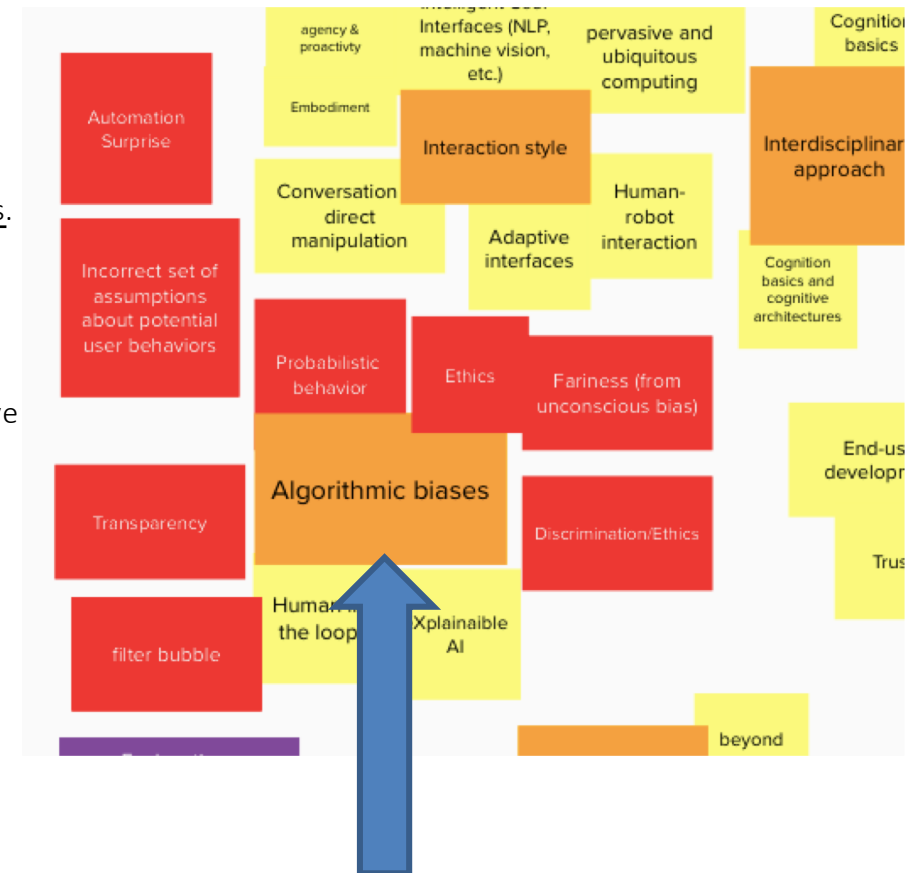 agency &
proactivty
Embodiment
Interfaces (NLP,
machine vision,
etc.)
pervasive and
ubiquitous
computing
Cognition
basics
Automation
Surprise
Interaction style
Interdisciplinar
approach
s.
Conversation
direct
manipulation
Adaptive
interfaces
Human-
robot
interaction
Cognition
basics and
cognitive
architectures
Incorrect set of
assumptions
about potential
user behaviors
Probabilistic
behavior
Ethics
Fariness (from
unconscious bias)
e
Algorithmic biases
End-us
developr
Transparency
Discrimination/Ethics
Trus
Human
the loop
Xplainaible
AI
filter bubble
beyond